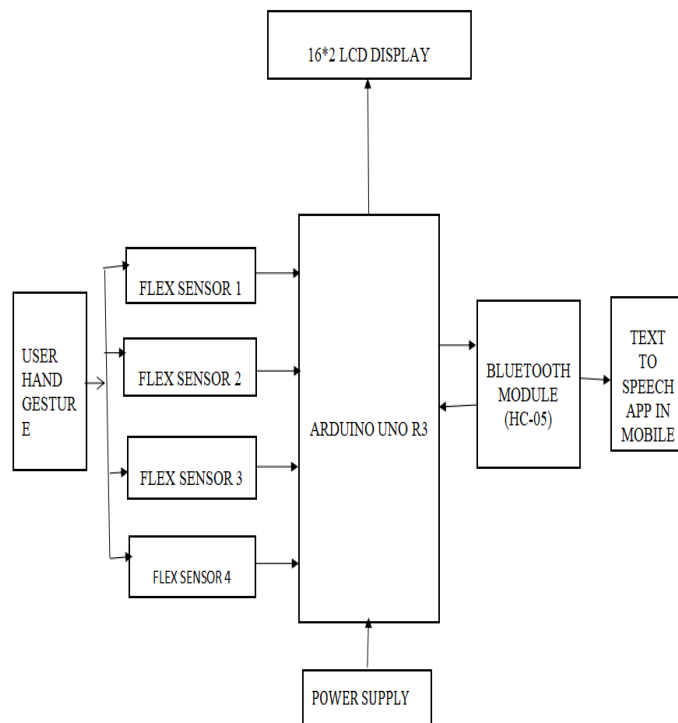 16*2 LCD DISPLAY
FLEX SENSOR 1
FLEX SENSOR 2
FLEX SENSOR 3
FLEX SENSOR 4
USER
HAND
GESTUR
E
ARDUINO UNO R3
BLUETOOTH
MODULE
(HC-05)
TEXT
TO
SPEECH
APP IN
MOBILE
POWER SUPPLY